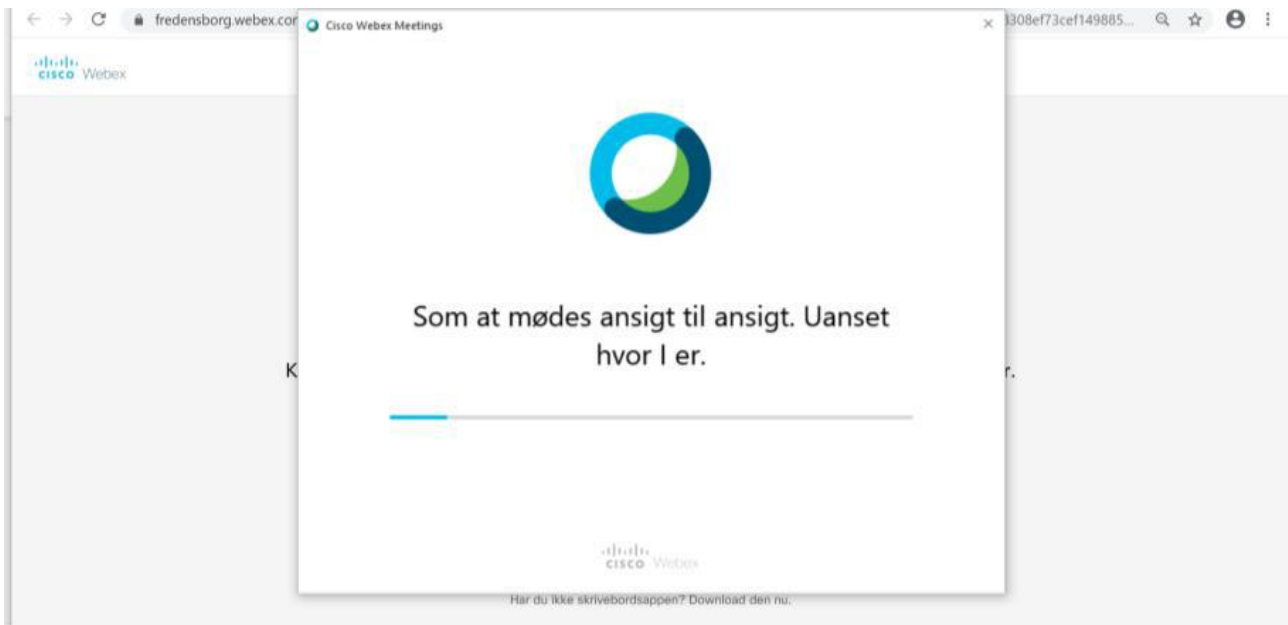 fredensborg.webex.cor
Cisco Webex Meetings
308ef73cef149885...
cisco Webex
Som at mødes ansigt til ansigt. Uanset
hvor I er.
K
r.
cisco Webex
Har du ikke skrivebordsappen? Download den nu.